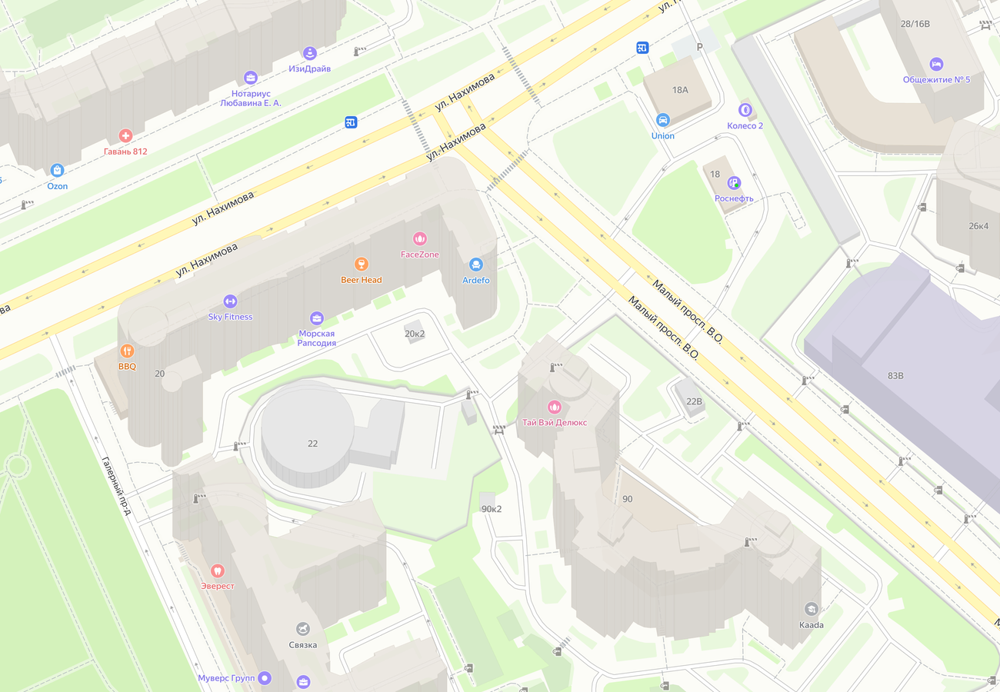 ул. Н
28/16В
P
ИзиДрайв
Общежитие № 5
Нотариус
Любавина Е. А.
ул. Нахимова
18А
Колесо 2
Union
ул. Нахимова
Гавань 812
18
Ozon
Роснефть
ул. Нахимова
26к4
FaceZone
ул. Нахимова
Beer Head
Ardefo
ва
Sky Fitness
Малый просп. В.О.
Малый просп. В.О.
Морская
Рапсодия
20к2
BBQ
20
83В
22В
Тай Вэй Делюкс
22
Галерный пр-д
90
90к2
Эверест
Связка
Kaada
Муверс Групп